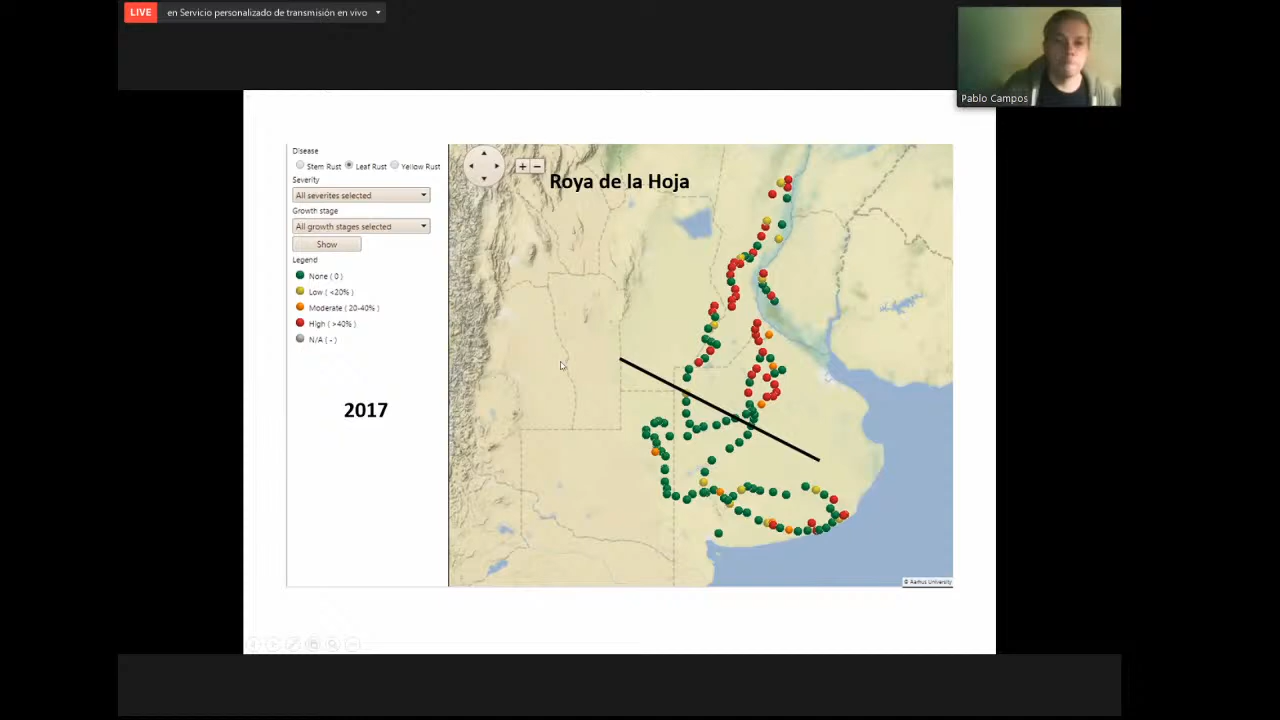 LIVE en Servicio personalizado de transmisión en vivo
Pablo Campos
Disease
Stem Rust Leaf Rust Yellow Rust
Severity
All severites selected
Growth stage
All growth stages selected
Show
Legend
None ( 0 )
Low ( <20% )
Moderate ( 20-40% )
High ( >40% )
N/A ( - )
2017
+ −
Roya de la Hoja
© Aarhus University